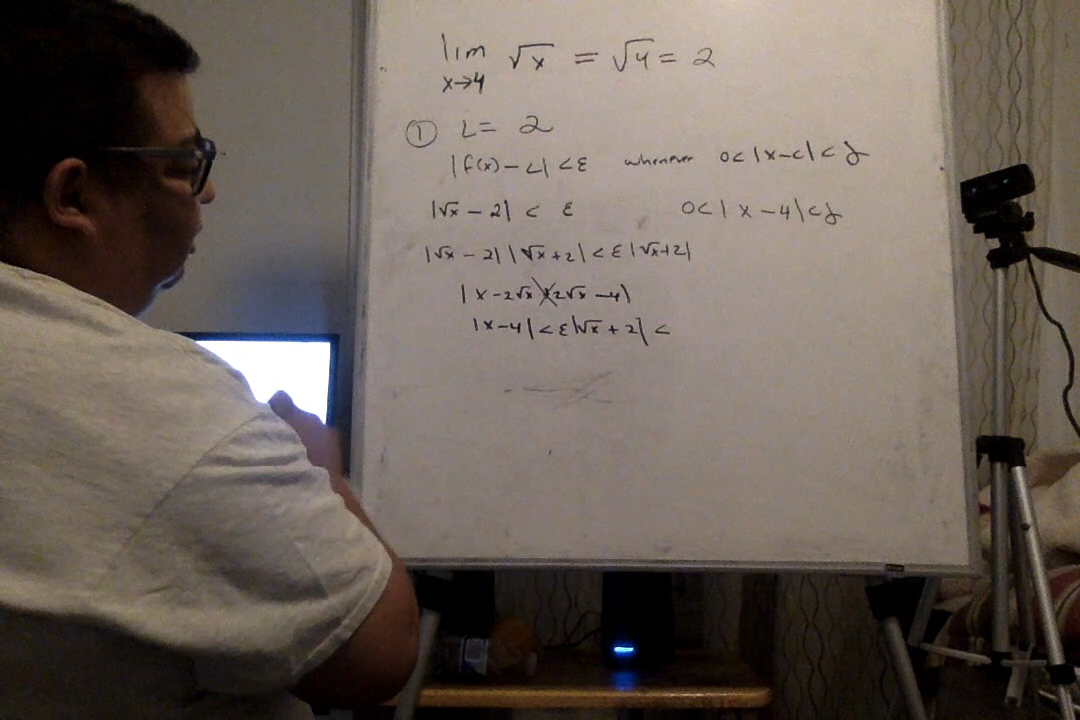 lim √x = √4 = 2
x→4
① L = 2
|f(x) - L| < ε whenever 0 < |x - c| < δ
|√x - 2| < ε 0 < |x - 4| < δ
|√x - 2| |√x + 2| < ε |√x + 2|
|x - 2√x + 2√x - 4|
|x - 4| < ε |√x + 2| <